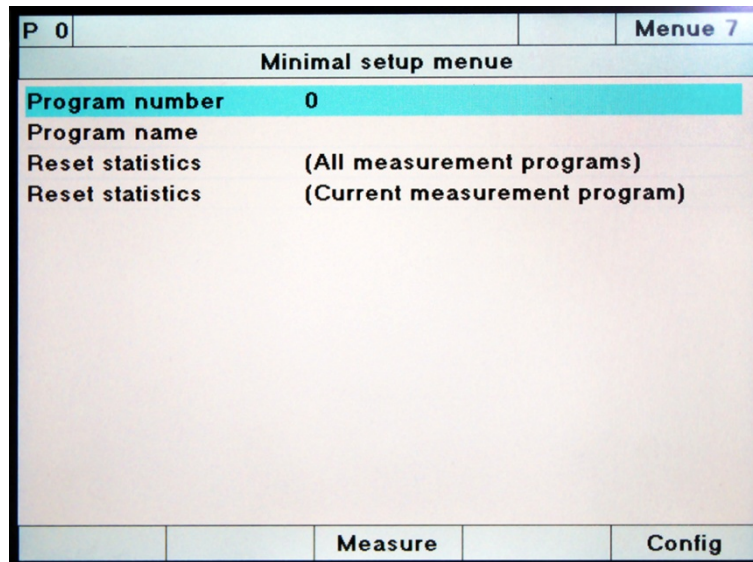 P 0 Menue 7
Minimal setup menue
Program number 0
Program name
Reset statistics (All measurement programs)
Reset statistics (Current measurement program)
Measure Config